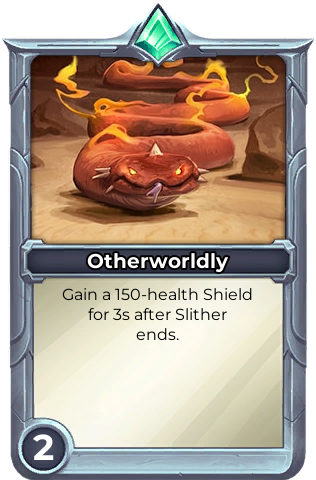 Otherworldly
Gain a 150-health Shield
for 3s after Slither
ends.
2